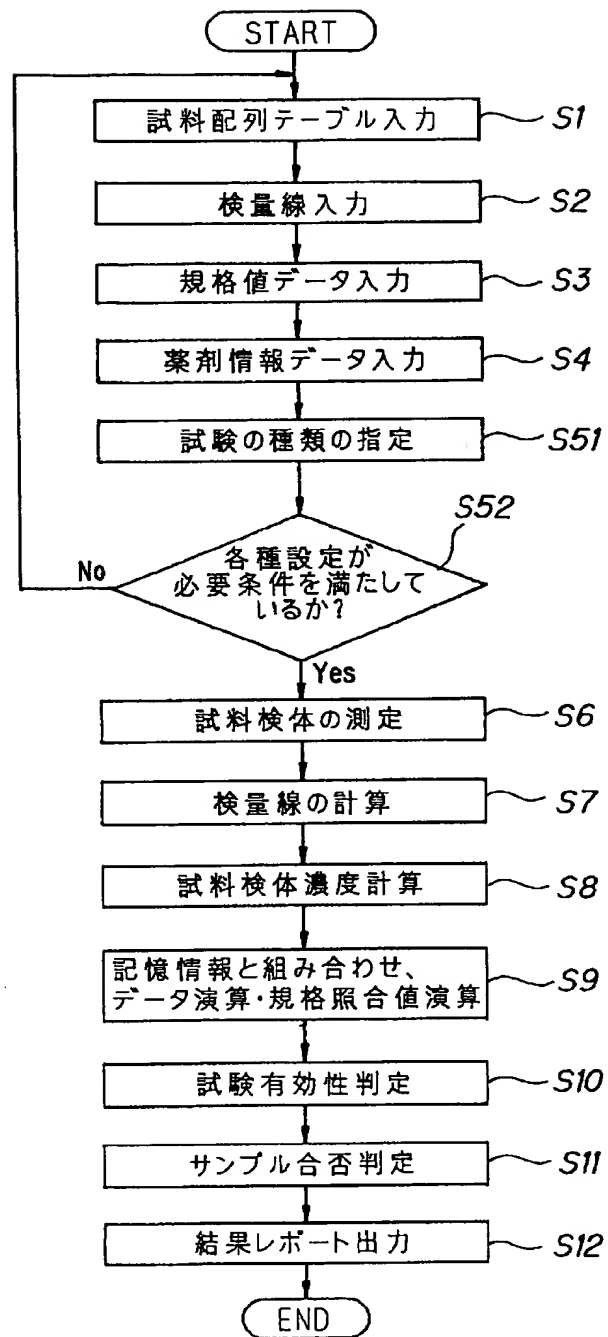 START
試料配列テーブル入力
S1
検量線入力
S2
規格値データ入力
S3
薬剤情報データ入力
S4
試験の種類の指定
S51
S52
各種設定が
必要条件を満たして
いるか?
No
Yes
試料検体の測定
S6
検量線の計算
S7
試料検体濃度計算
S8
記憶情報と組み合わせ、
データ演算・規格照合値演算
S9
試験有効性判定
S10
サンプル合否判定
S11
結果レポート出力
S12
END